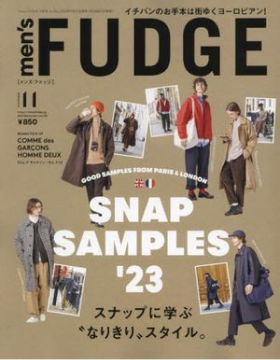 イチバンのお手本は街ゆくヨーロピアン!
men's
FUDGE
[メンズ ファッジ]
11
¥850
COMME des
GARÇONS
HOMME DEUX
GOOD SAMPLES FROM PARIS & LONDON
SNAP
SAMPLES
'23
スナップに学ぶ
“なりきり”スタイル。